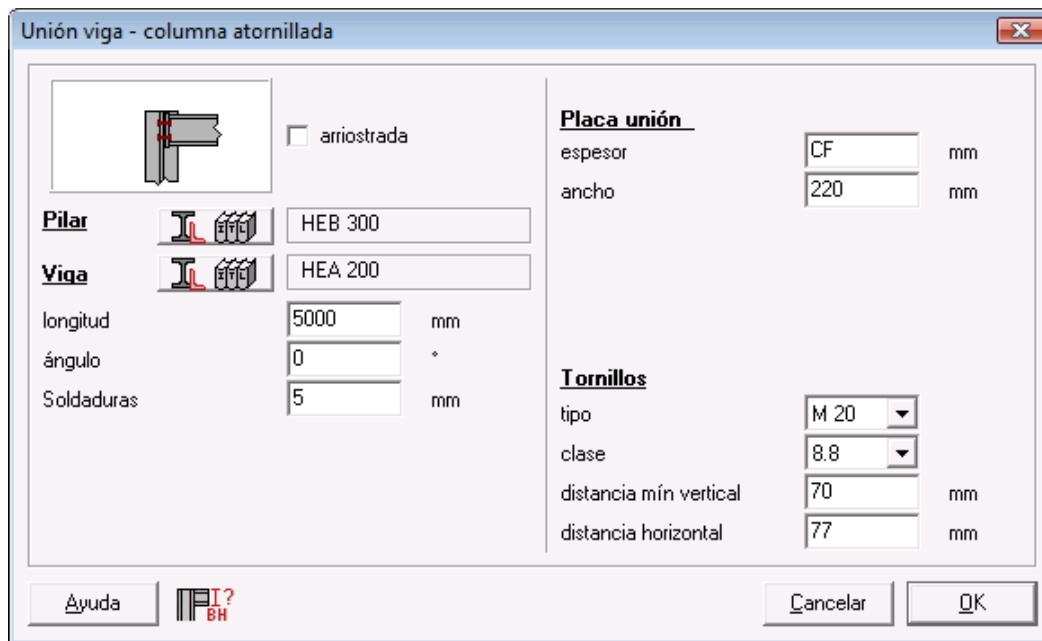 Unión viga - columna atornillada
arriostrada
Pilar
HEB 300
Viga
HEA 200
longitud
5000
mm
ángulo
0
°
Soldaduras
5
mm
Placa unión
espesor
CF
mm
ancho
220
mm
Tornillos
tipo
M 20
clase
8.8
distancia mín vertical
70
mm
distancia horizontal
77
mm
Ayuda
I?
BH
Cancelar
OK